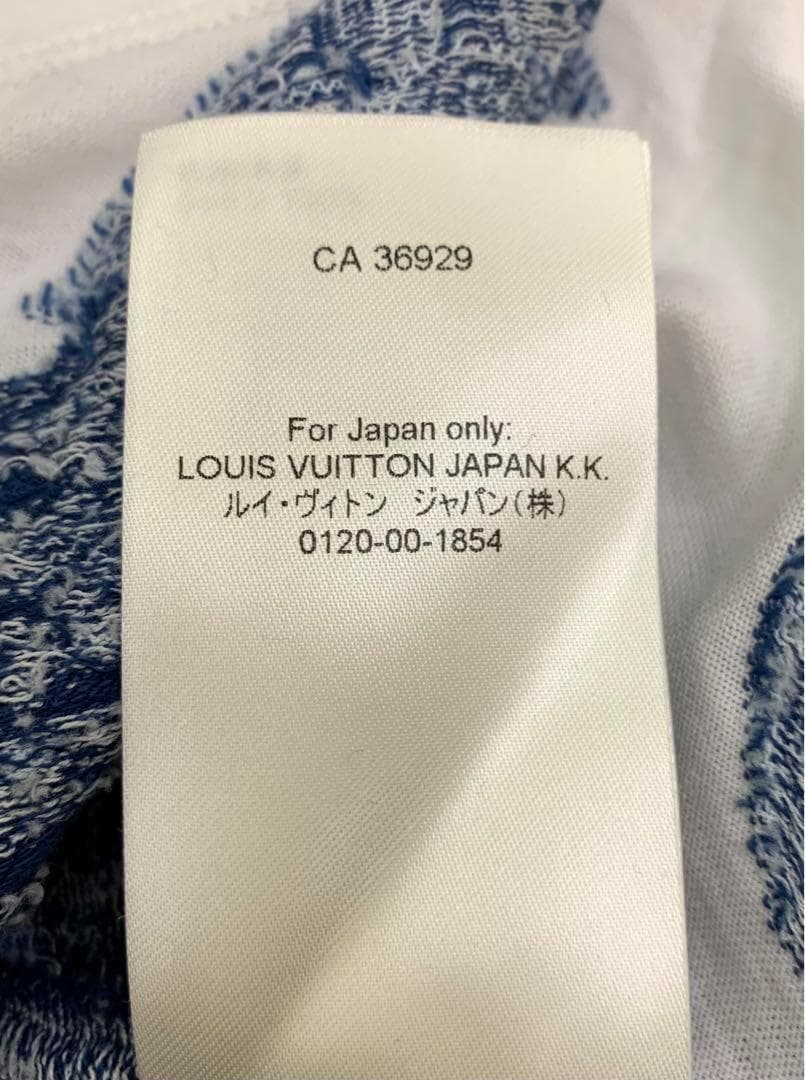 CA 36929
For Japan only:
LOUIS VUITTON JAPAN K.K.
ルイ・ヴィトン　ジャパン（株）
0120-00-1854